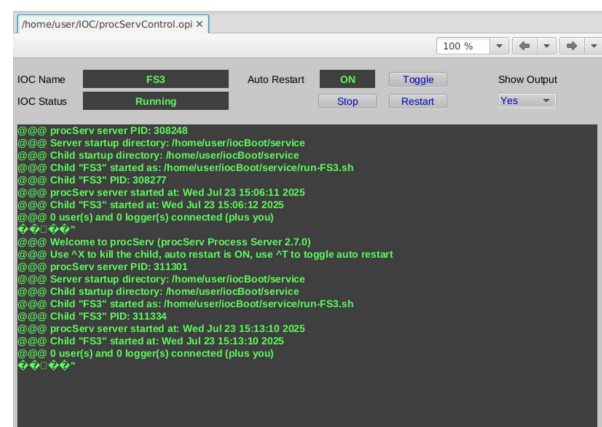 /home/user/IOC/procServControl.opi ×
100 %
IOC Name FS3 Auto Restart ON Toggle Show Output
IOC Status Running Stop Restart Yes
@@@ procServ server PID: 308248
@@@ Server startup directory: /home/user/iocBoot/service
@@@ Child startup directory: /home/user/iocBoot/service
@@@ Child "FS3" started as: /home/user/iocBoot/service/run-FS3.sh
@@@ Child "FS3" PID: 308277
@@@ procServ server started at: Wed Jul 23 15:06:11 2025
@@@ Child "FS3" started at: Wed Jul 23 15:06:12 2025
@@@ 0 user(s) and 0 logger(s) connected (plus you)
��□��"
@@@ Welcome to procServ (procServ Process Server 2.7.0)
@@@ Use ^X to kill the child, auto restart is ON, use ^T to toggle auto restart
@@@ procServ server PID: 311301
@@@ Server startup directory: /home/user/iocBoot/service
@@@ Child startup directory: /home/user/iocBoot/service
@@@ Child "FS3" started as: /home/user/iocBoot/service/run-FS3.sh
@@@ Child "FS3" PID: 311334
@@@ procServ server started at: Wed Jul 23 15:13:10 2025
@@@ Child "FS3" started at: Wed Jul 23 15:13:10 2025
@@@ 0 user(s) and 0 logger(s) connected (plus you)
��□��"